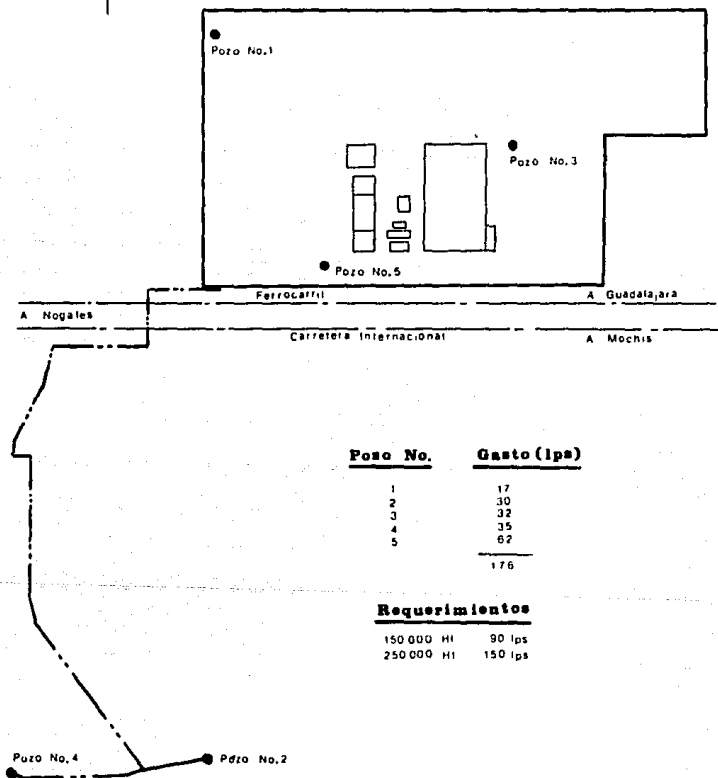 Pozo No.1
Pozo No. 3
Pozo No.5
Ferrocarril
A Guadalajara
A Nogales
Carretera Internacional
A Mochis
Poso No. Gasto (lps)
1 17
2 30
3 32
4 35
5 62
176
Requerimientos
150 000 Hl 90 lps
250 000 Hl 150 lps
Pozo No. 4
Pozo No. 2